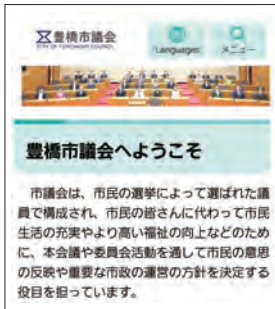 豊橋市議会
CITY OF TOYOHASHI COUNCIL
Languages
メニュー
豊橋市議会へようこそ
市議会は、市民の選挙によって選ばれた議
員で構成され、市民の皆さんに代わって市民
生活の充実やより高い福祉の向上などのため
に、本会議や委員会活動を通して市民の意思
の反映や重要な市政の運営の方針を決定する
役目を担っています。